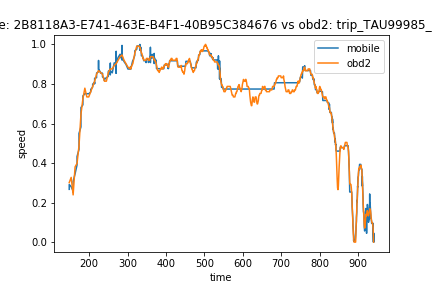 e: 2B8118A3-E741-463E-B4F1-40B95C384676 vs obd2: trip_TAU99985_
1.0
0.8
0.6
0.4
0.2
0.0
speed
mobile
obd2
200 300 400 500 600 700 800 900
time